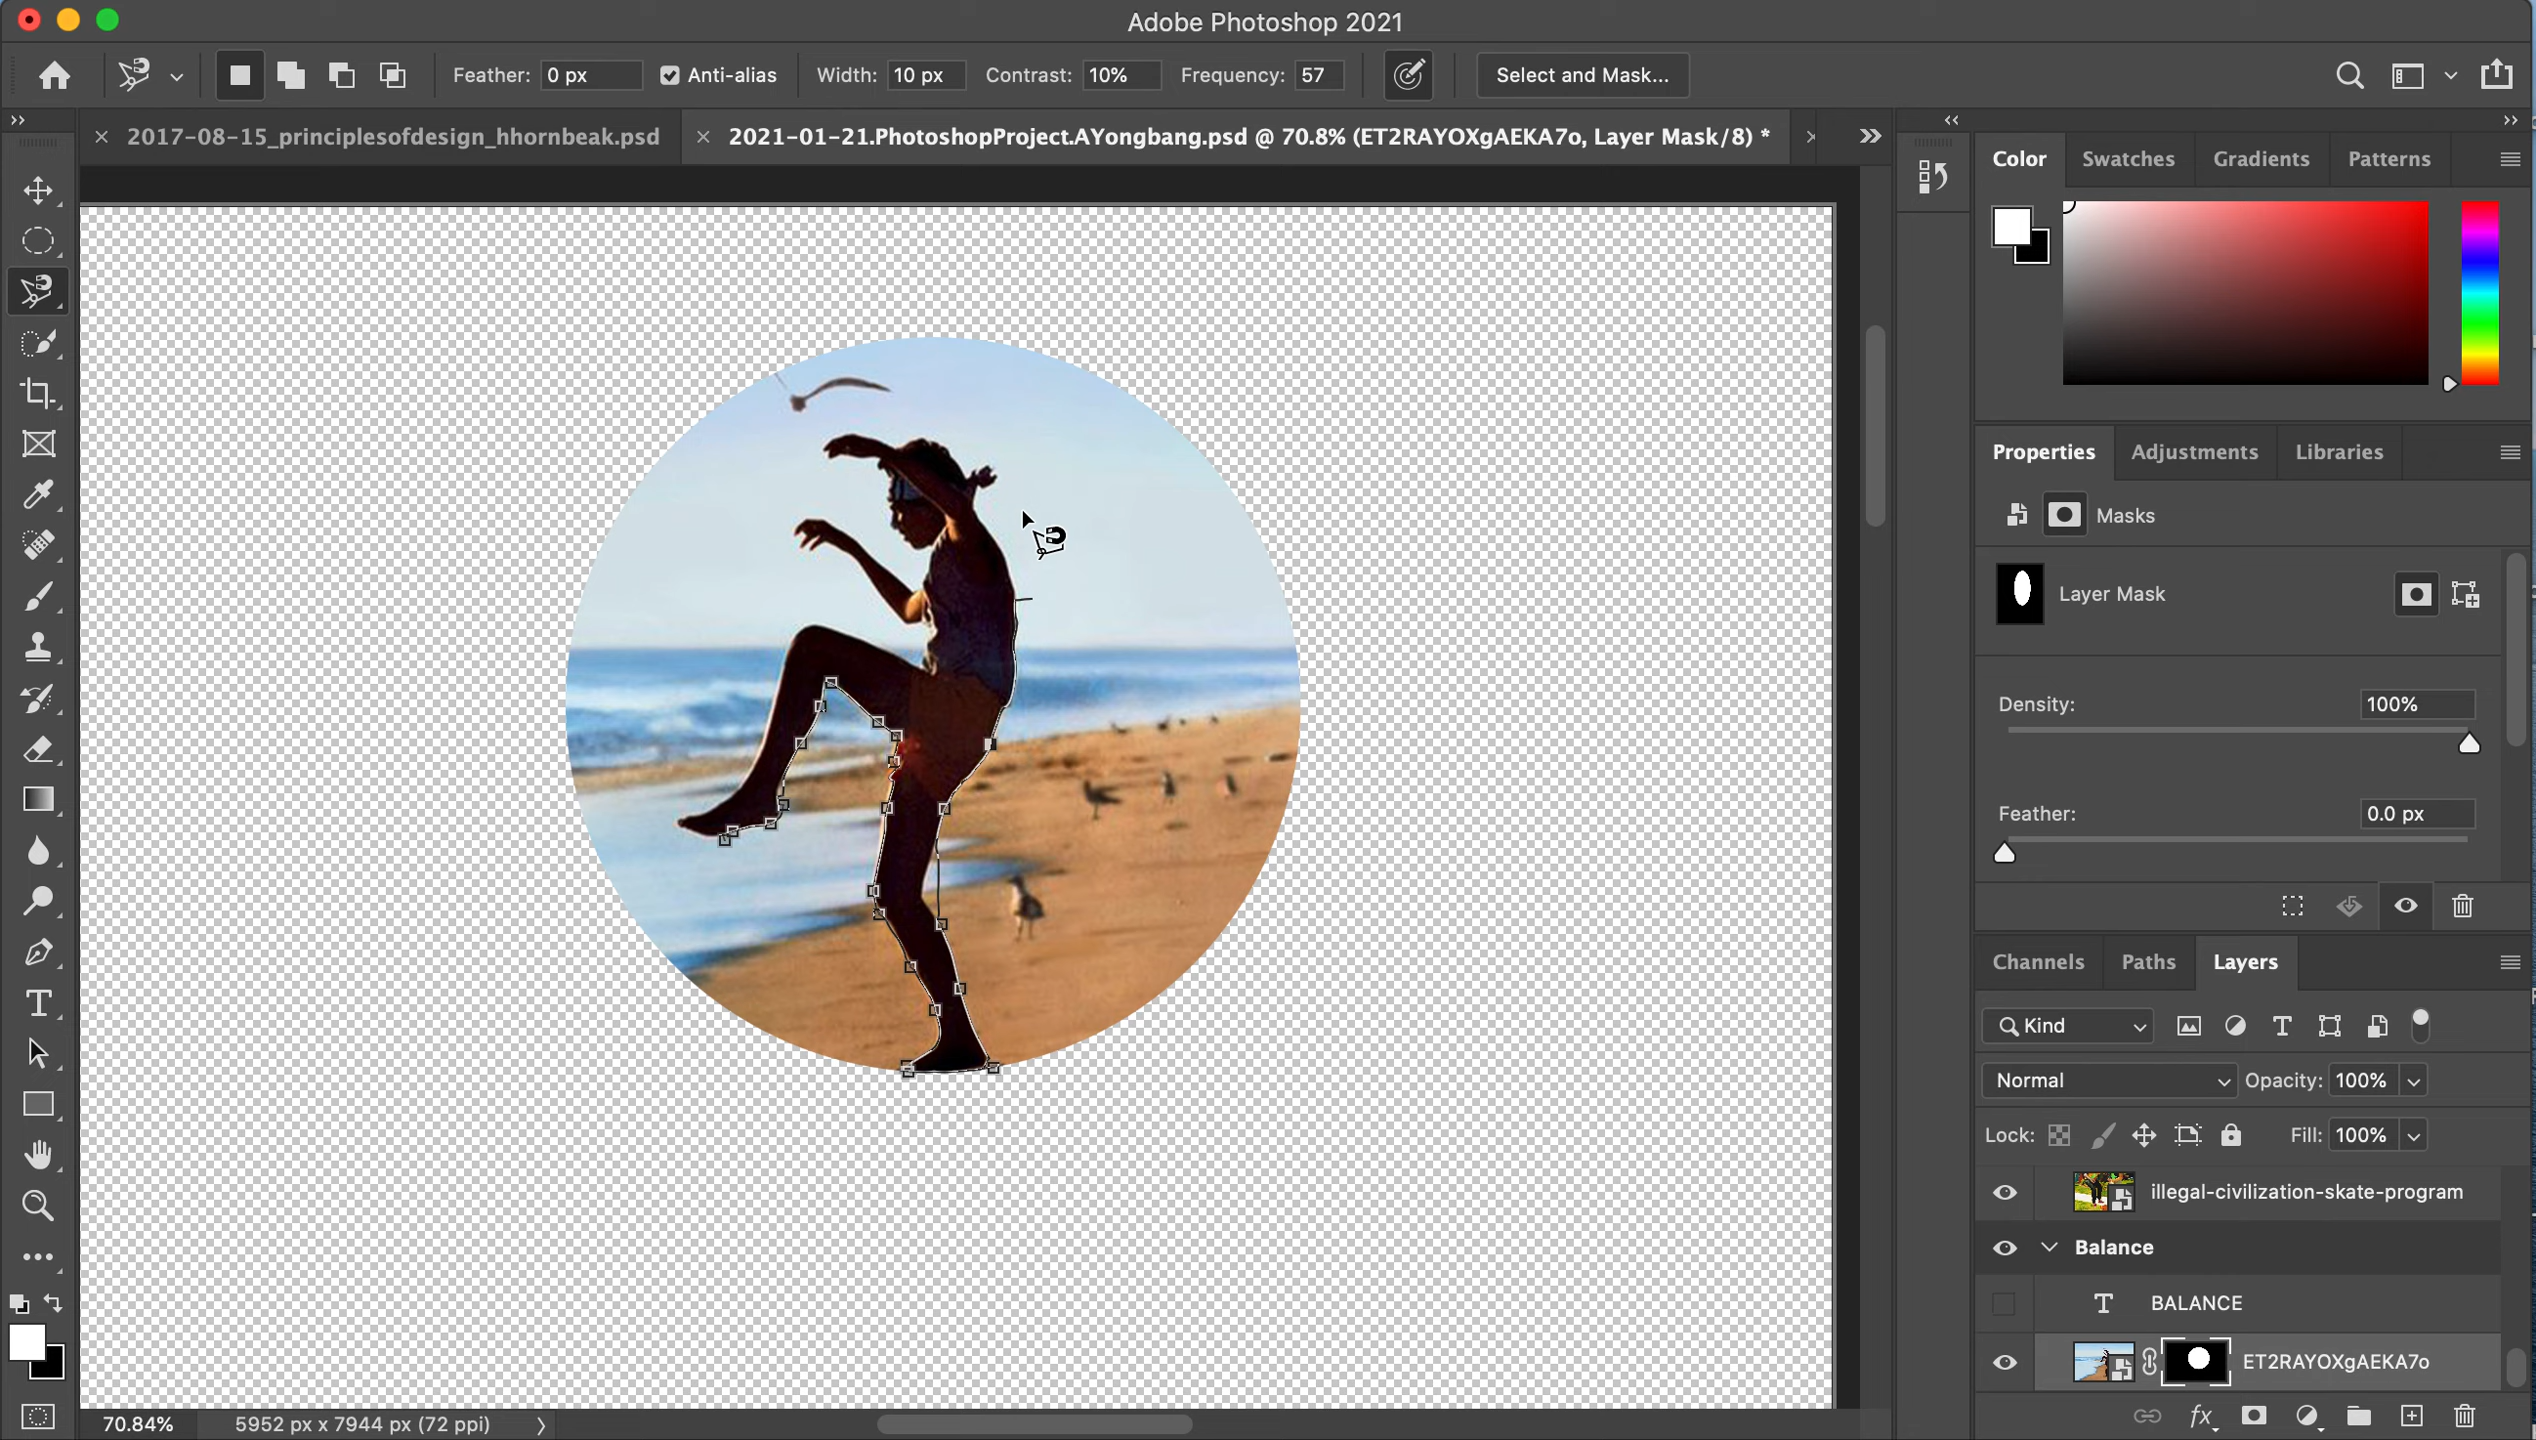 Adobe Photoshop 2021
Feather: 0 px Anti-alias Width: 10 px Contrast: 10% Frequency: 57 Select and Mask...
2017-08-15_principlesofdesign_hhornbeak.psd 2021-01-21.PhotoshopProject.AYongbang.psd @ 70.8% (ET2RAYOXgAEKA7o, Layer Mask/8) *
Color Swatches Gradients Patterns
Properties Adjustments Libraries
Masks
Layer Mask
Density: 100%
Feather: 0.0 px
Channels Paths Layers
Kind
Normal Opacity: 100%
Lock: Fill: 100%
illegal-civilization-skate-program
Balance
BALANCE
ET2RAYOXgAEKA7o
70.84% 5952 px x 7944 px (72 ppi)